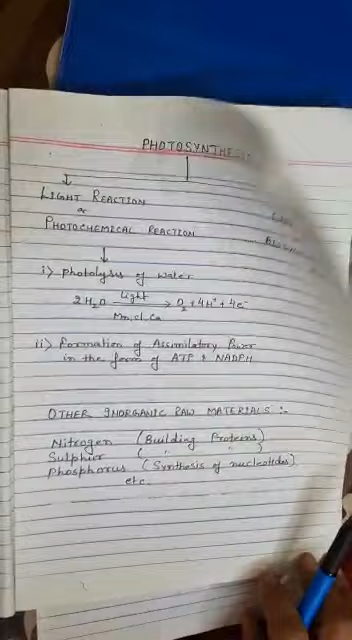 PHOTOSYNTHESIS
LIGHT REACTION
or
PHOTOCHEMICAL REACTION
i) Photolysis of water
2H₂O Light → O₂ + 4H⁺ + 4e⁻
Mn, Cl, Ca
ii) Formation of Assimilatory Power
in the form of ATP & NADPH
OTHER INORGANIC RAW MATERIALS :-
Nitrogen (Building Proteins)
Sulphur ( " " )
Phosphorus (Synthesis of nucleotides)
etc.